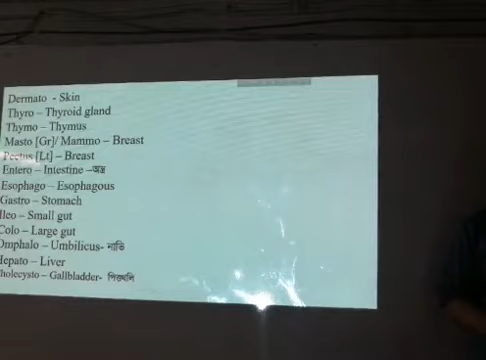 Dermato - Skin
Thyro – Thyroid gland
Thymo – Thymus
Masto [Gr]/ Mammo – Breast
Pectus [Lt] – Breast
Entero – Intestine –অন্ত্র
Esophago – Esophagous
Gastro – Stomach
Ileo – Small gut
Colo – Large gut
Omphalo – Umbilicus- নাভি
Hepato – Liver
holecysto – Gallbladder- পিত্তথলি